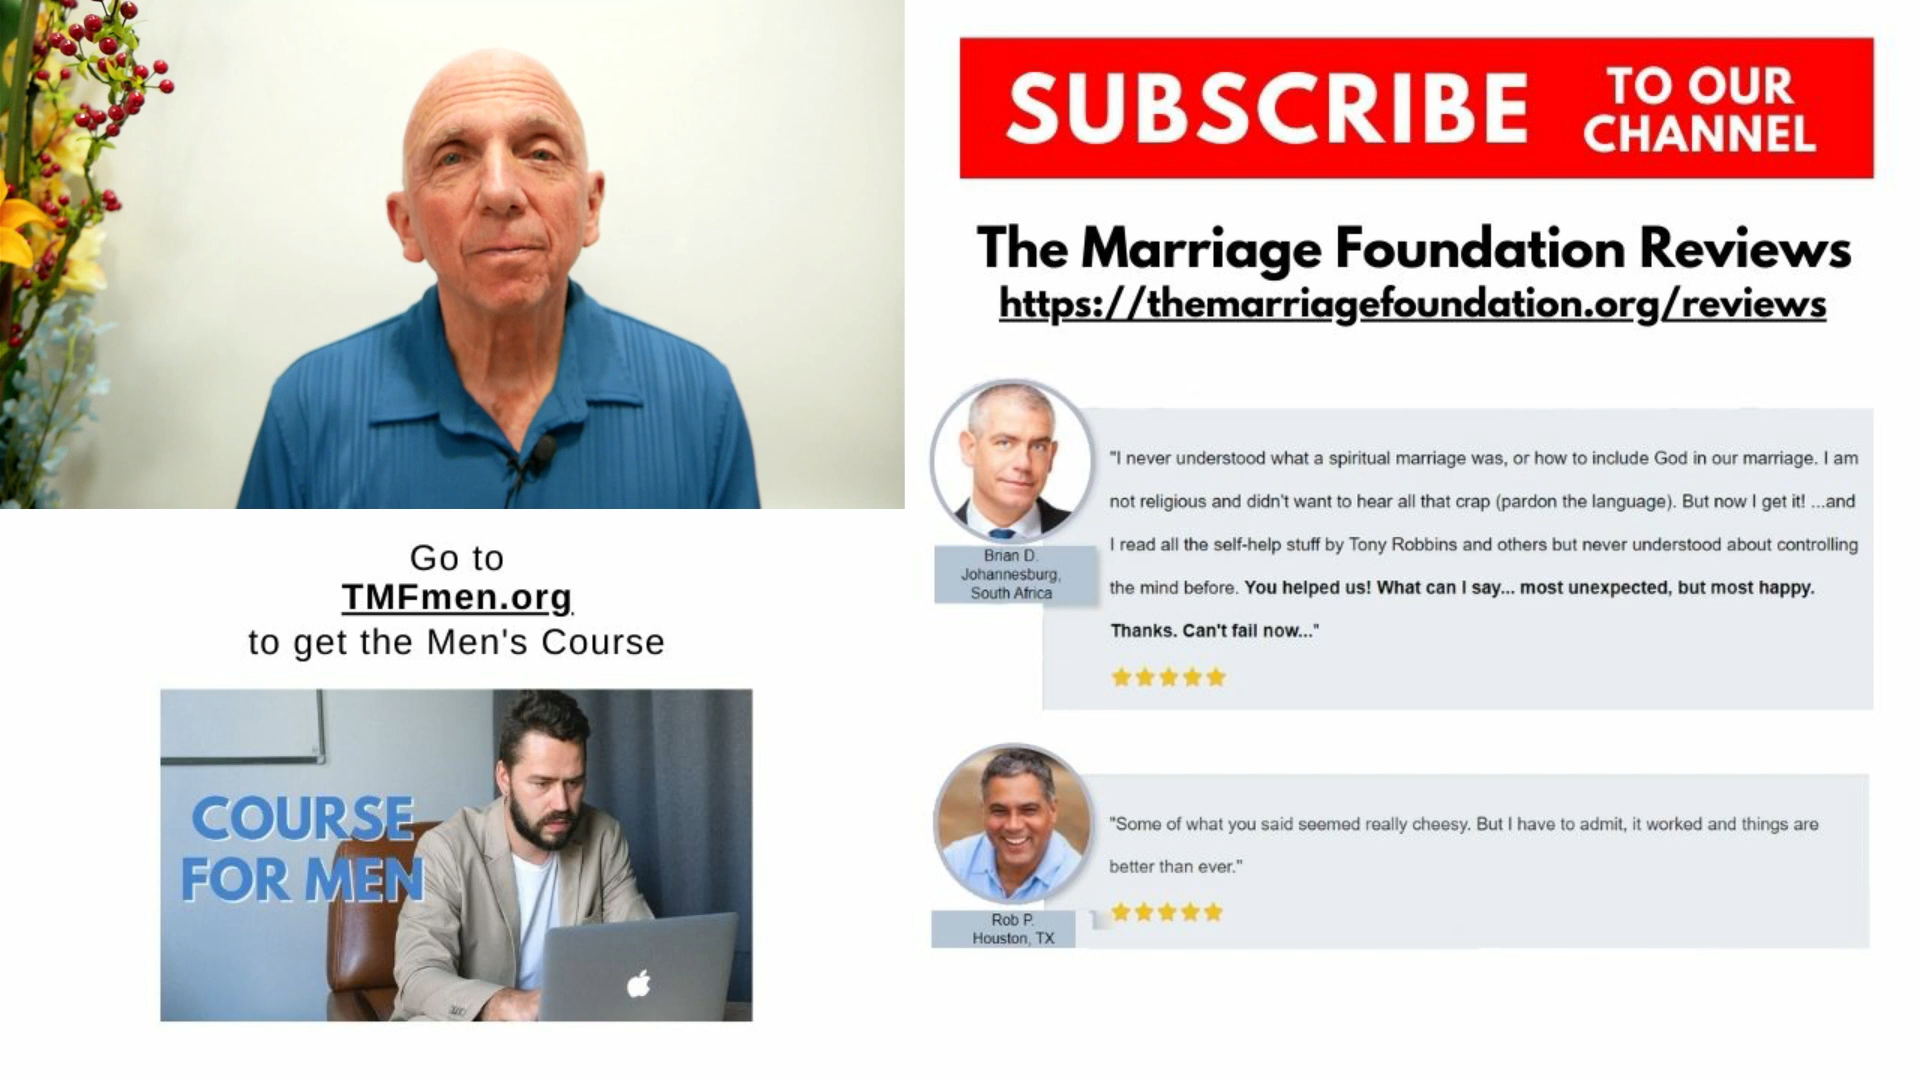 SUBSCRIBE
TO OUR
CHANNEL
The Marriage Foundation Reviews
https://themarriagefoundation.org/reviews
"I never understood what a spiritual marriage was, or how to include God in our marriage. I am
not religious and didn't want to hear all that crap (pardon the language). But now I get it! ...and
I read all the self-help stuff by Tony Robbins and others but never understood about controlling
the mind before. You helped us! What can I say... most unexpected, but most happy.
Thanks. Can't fail now..."
Brian D.
Johannesburg,
South Africa
"Some of what you said seemed really cheesy. But I have to admit, it worked and things are
better than ever."
Rob P.
Houston, TX
Go to
TMFmen.org
to get the Men's Course
COURSE
FOR MEN